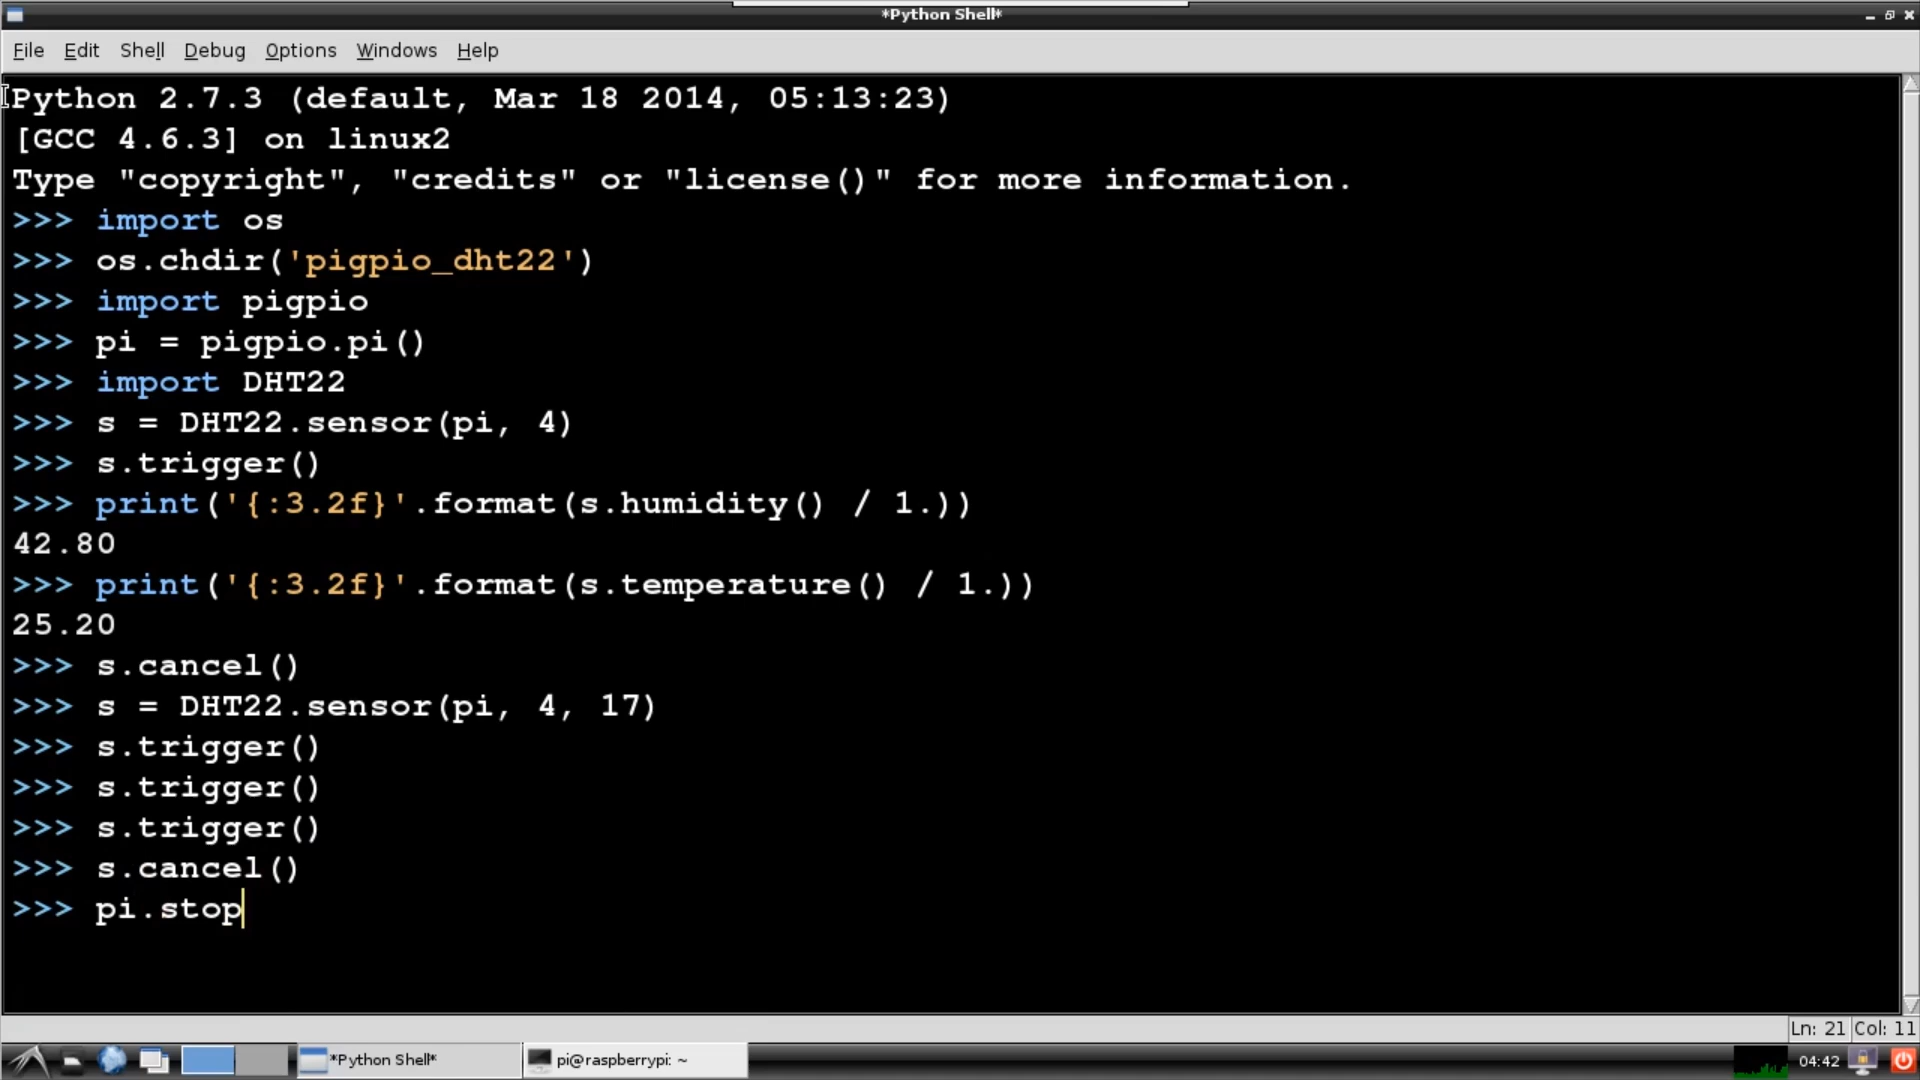 *Python Shell*
File Edit Shell Debug Options Windows Help
Python 2.7.3 (default, Mar 18 2014, 05:13:23)
[GCC 4.6.3] on linux2
Type "copyright", "credits" or "license()" for more information.
>>> import os
>>> os.chdir('pigpio_dht22')
>>> import pigpio
>>> pi = pigpio.pi()
>>> import DHT22
>>> s = DHT22.sensor(pi, 4)
>>> s.trigger()
>>> print('{:3.2f}'.format(s.humidity() / 1.))
42.80
>>> print('{:3.2f}'.format(s.temperature() / 1.))
25.20
>>> s.cancel()
>>> s = DHT22.sensor(pi, 4, 17)
>>> s.trigger()
>>> s.trigger()
>>> s.trigger()
>>> s.cancel()
>>> pi.stop
Ln: 21 Col: 11
*Python Shell* pi@raspberrypi: ~ 04:42